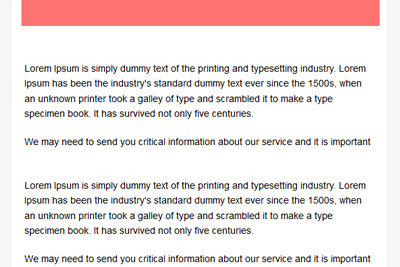 Lorem Ipsum is simply dummy text of the printing and typesetting industry. Lorem
Ipsum has been the industry's standard dummy text ever since the 1500s, when
an unknown printer took a galley of type and scrambled it to make a type
specimen book. It has survived not only five centuries.
We may need to send you critical information about our service and it is important
Lorem Ipsum is simply dummy text of the printing and typesetting industry. Lorem
Ipsum has been the industry's standard dummy text ever since the 1500s, when
an unknown printer took a galley of type and scrambled it to make a type
specimen book. It has survived not only five centuries.
We may need to send you critical information about our service and it is important